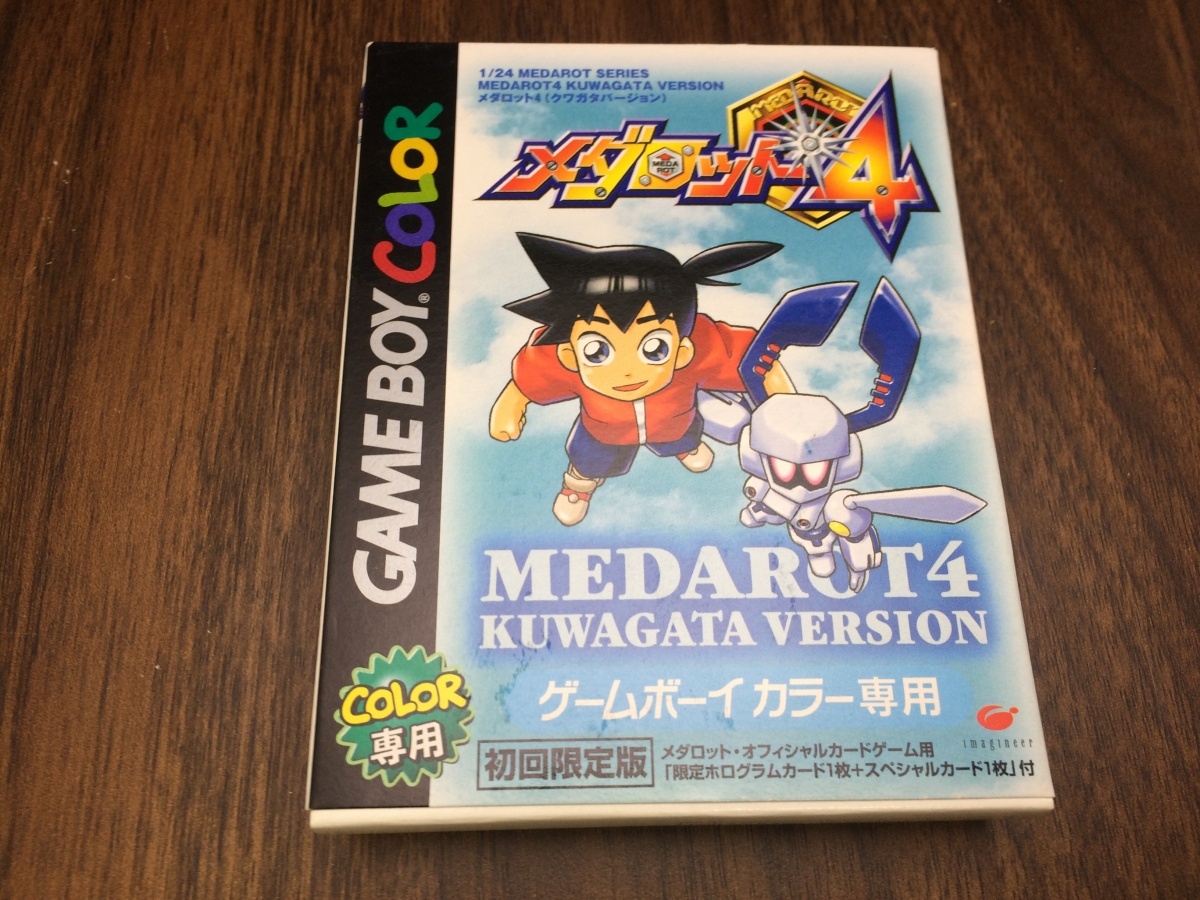 GAME BOY® COLOR
COLOR
専用
1/24 MEDAROT SERIES
MEDAROT4 KUWAGATA VERSION
メダロット4(クワガタバージョン)
MEDAROT
メダロット4
MEDA
ROT
MEDAROT4
KUWAGATA VERSION
ゲームボーイ カラー専用
imagineer
初回限定版
メダロット・オフィシャルカードゲーム用
「限定ホログラムカード1枚+スペシャルカード1枚」付